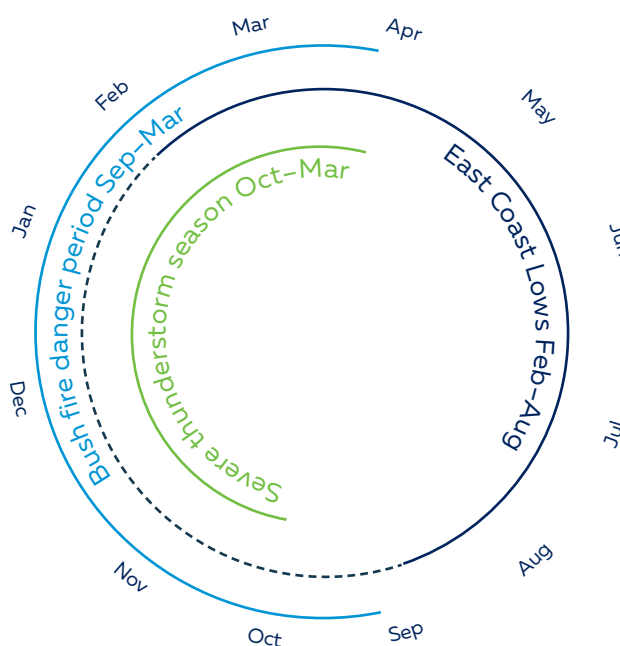 Mar
Apr
Feb
May
Bush fire danger period Sep–Mar
Severe thunderstorm season Oct–Mar
East Coast Lows Feb–Aug
Jan
Dec
Nov
Aug
Oct
Sep